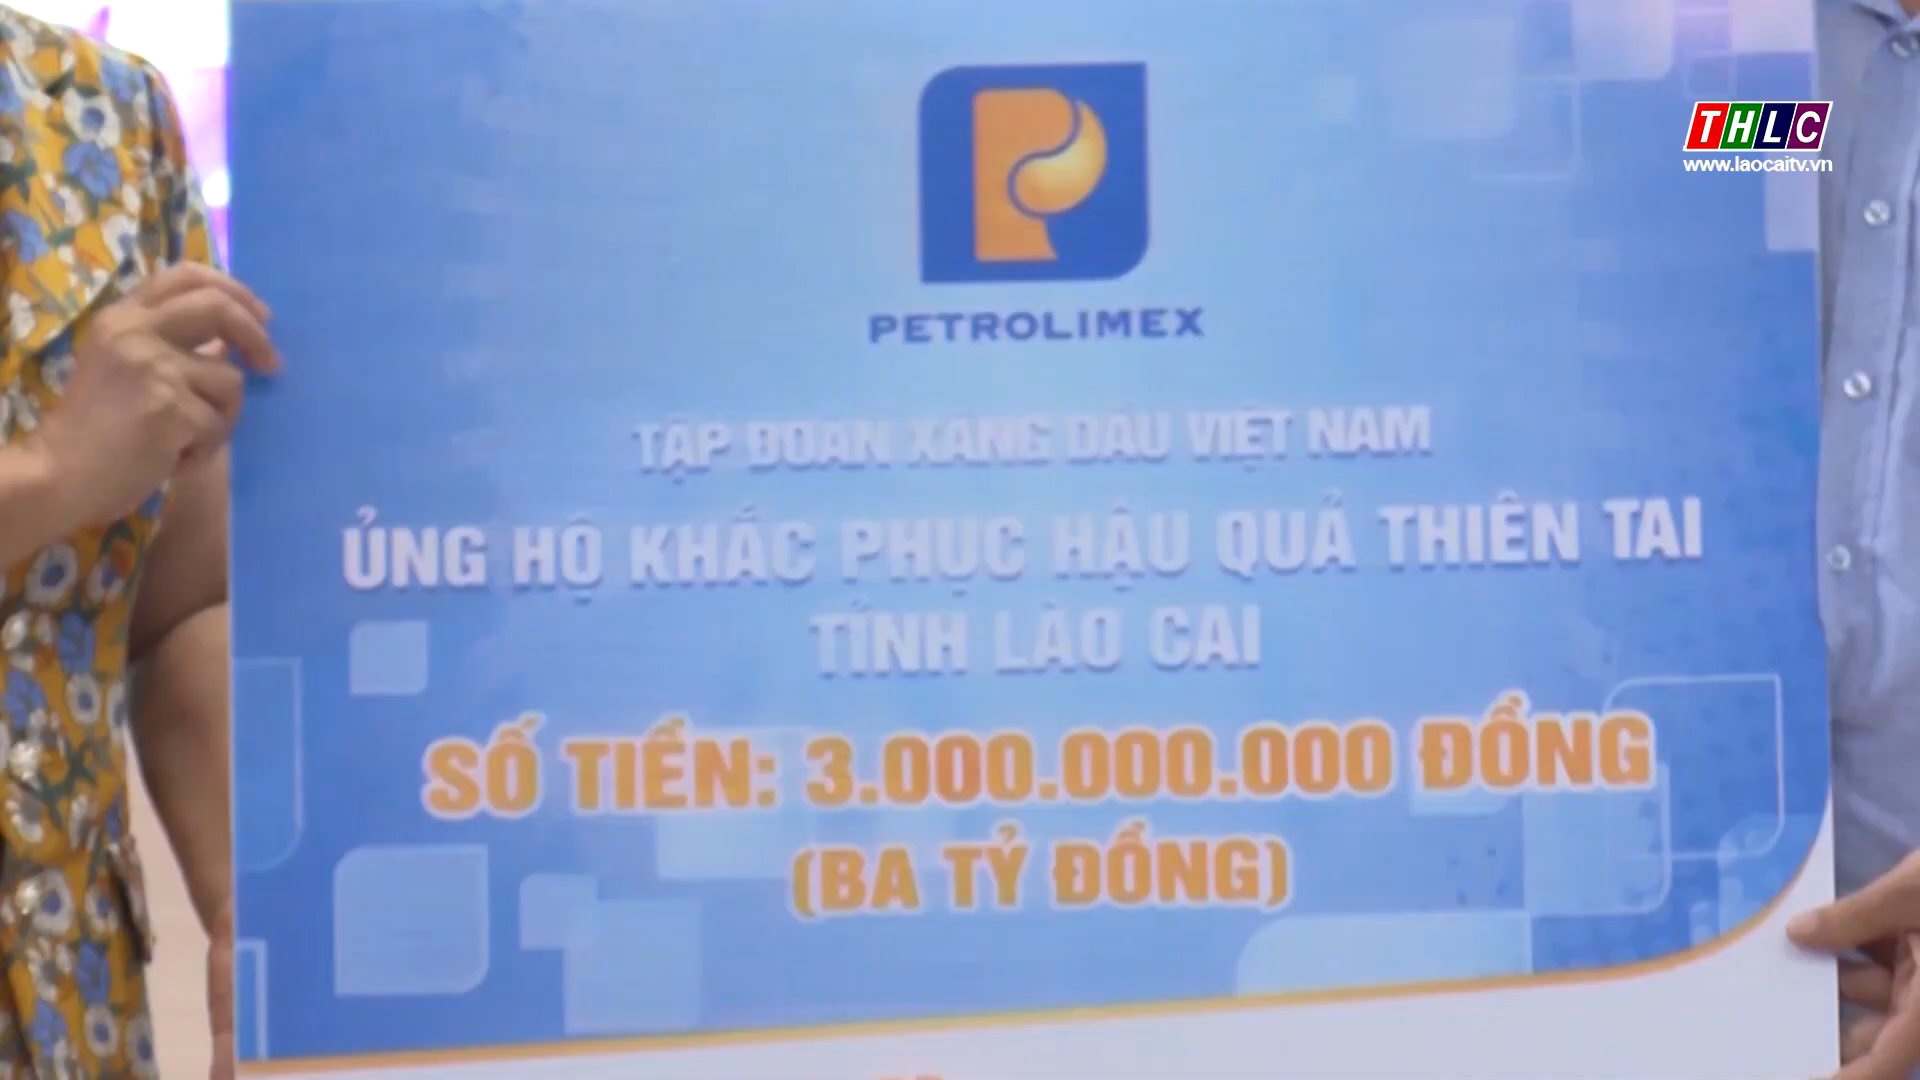 THLC
www.laocaitv.vn
PETROLIMEX
TẬP ĐOÀN XĂNG DẦU VIỆT NAM
ỦNG HỘ KHẮC PHỤC HẬU QUẢ THIÊN TAI
TỈNH LÀO CAI
SỐ TIỀN: 3.000.000.000 ĐỒNG
(BA TỶ ĐỒNG)